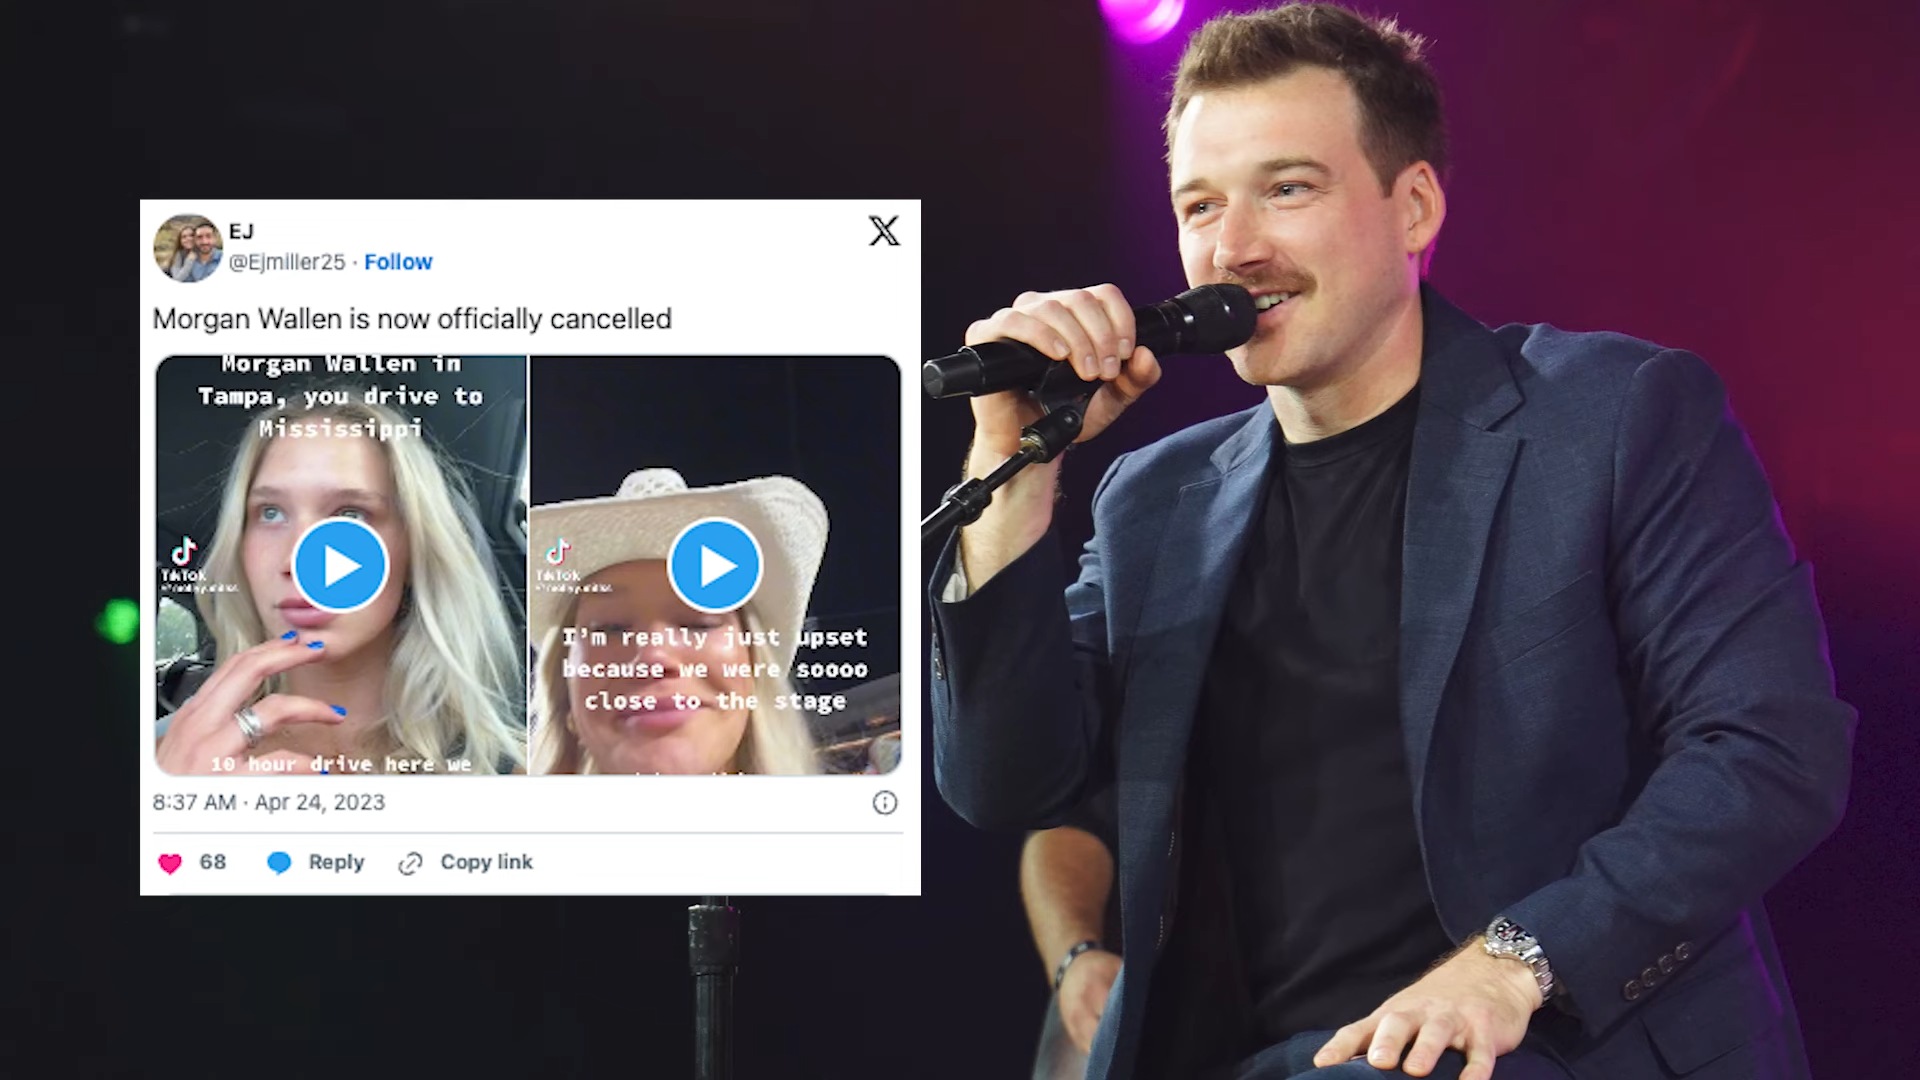 EJ
@Ejmiller25 · Follow
Morgan Wallen is now officially cancelled
Morgan Wallen in
Tampa, you drive to
Mississippi
TikTok
10 hour drive here we
TikTok
I'm really just upset
because we were soooo
close to the stage
8:37 AM · Apr 24, 2023
68 Reply Copy link